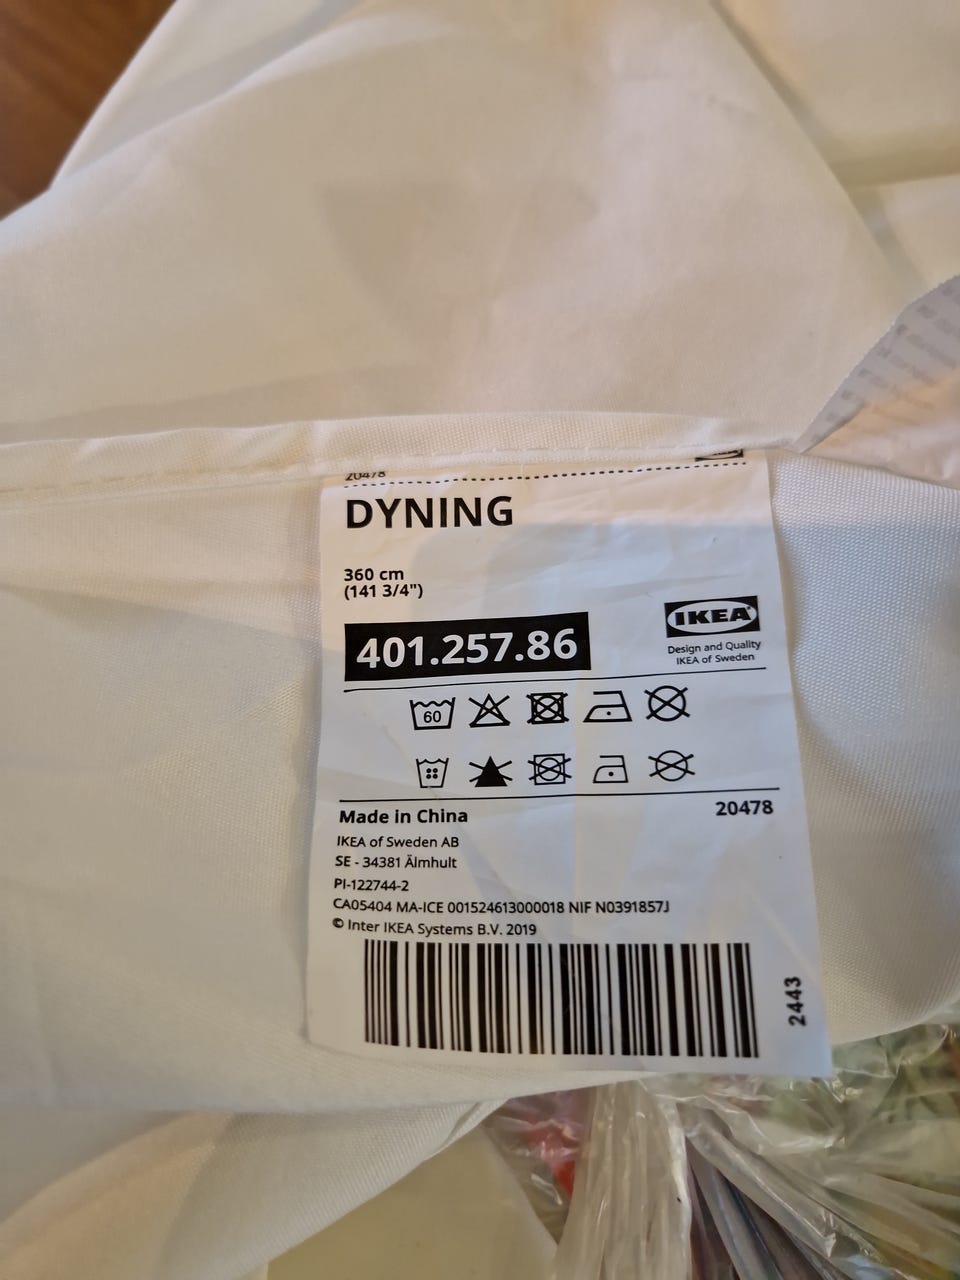 20478
DYNING
360 cm
(141 3/4")
401.257.86
IKEA
Design and Quality
IKEA of Sweden
60
Made in China
20478
IKEA of Sweden AB
SE - 34381 Älmhult
PI-122744-2
CA05404 MA-ICE 001524613000018 NIF N0391857J
© Inter IKEA Systems B.V. 2019
2443